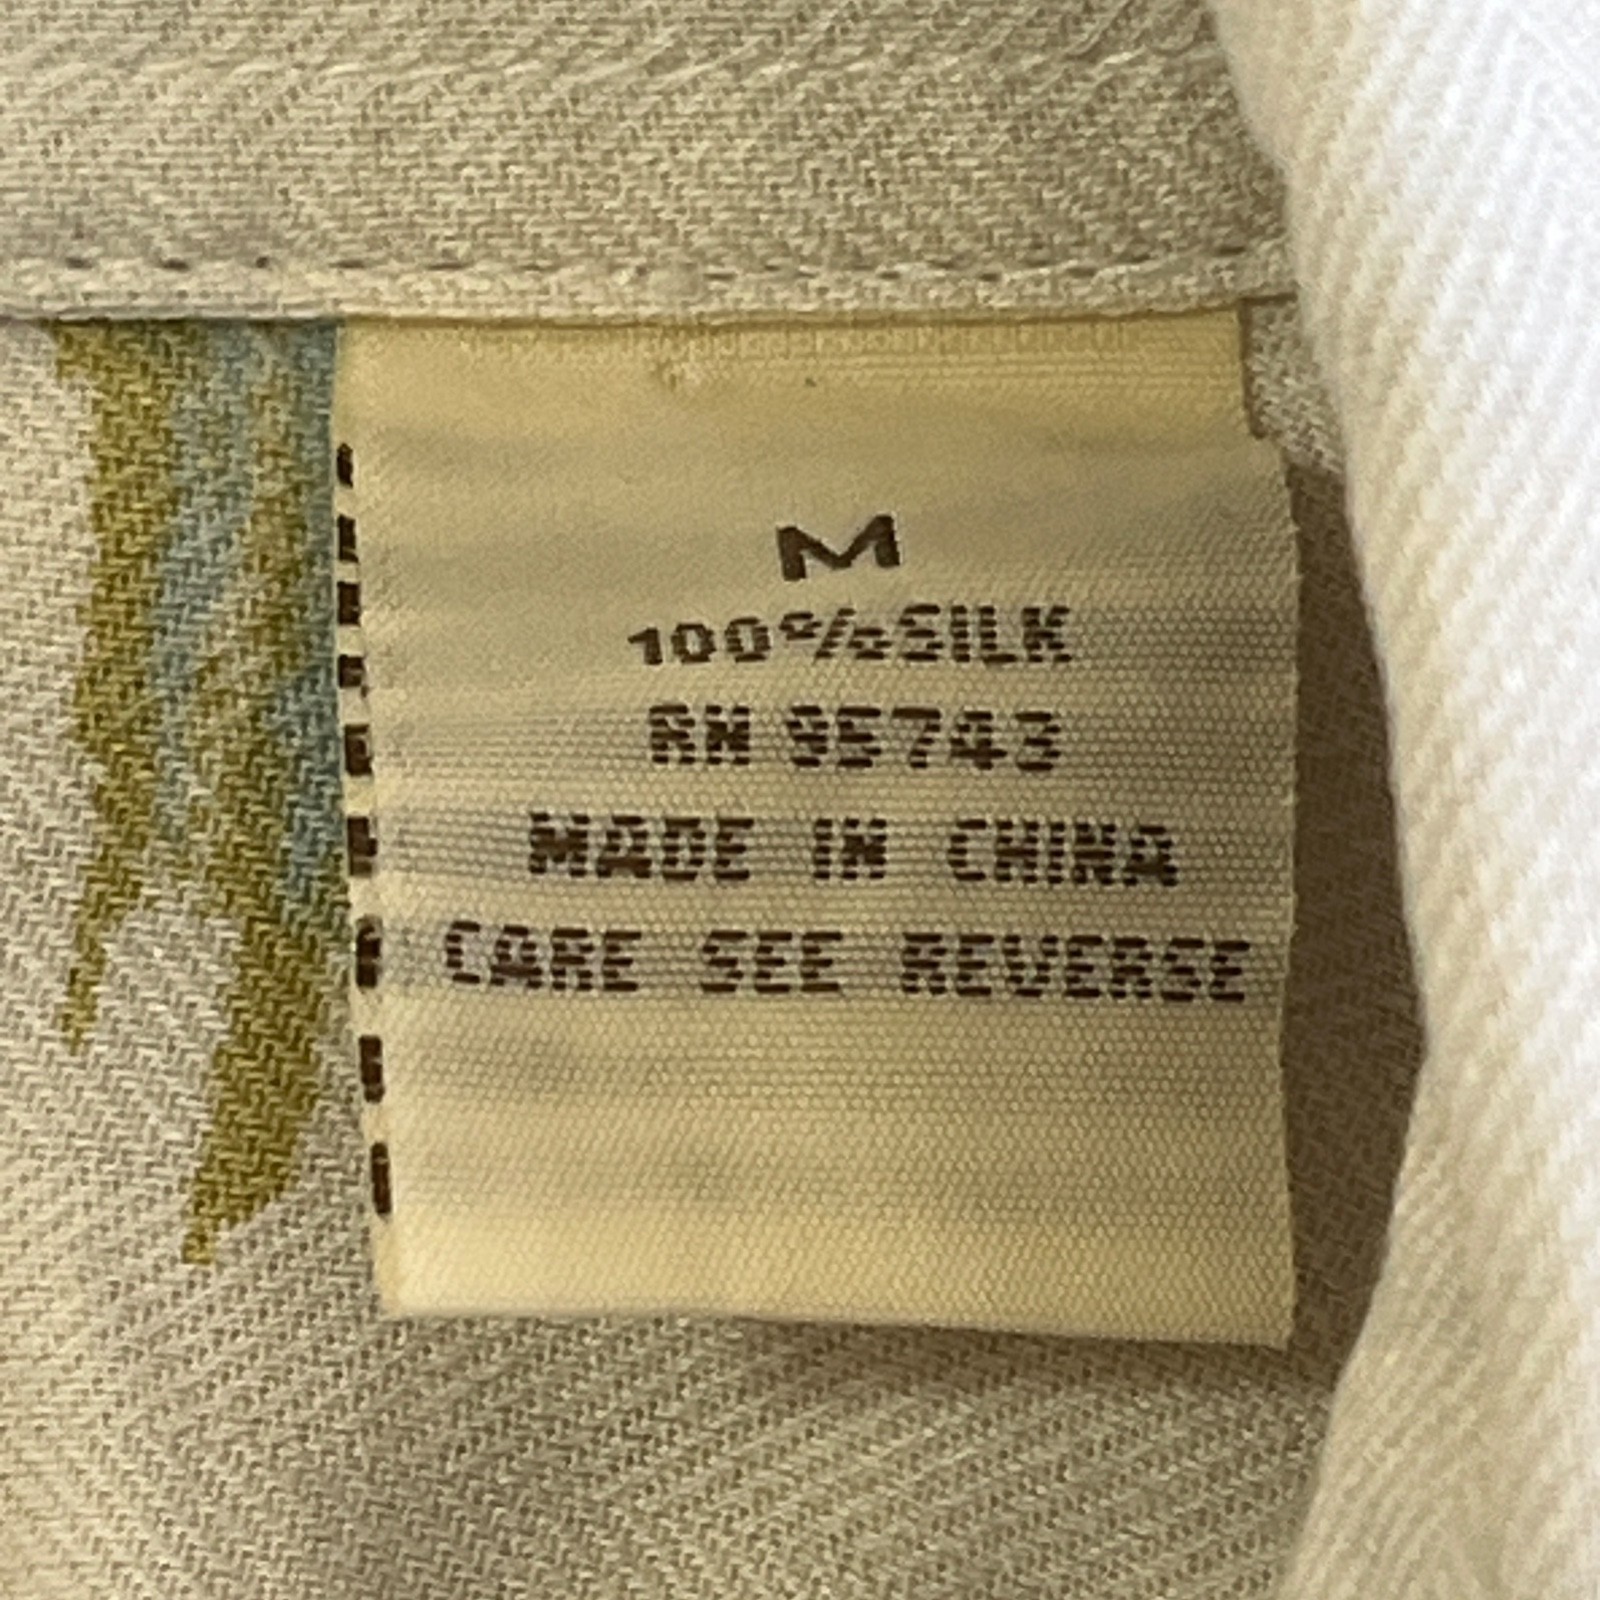 M
100%SILK
RN 95743
MADE IN CHINA
CARE SEE REVERSE